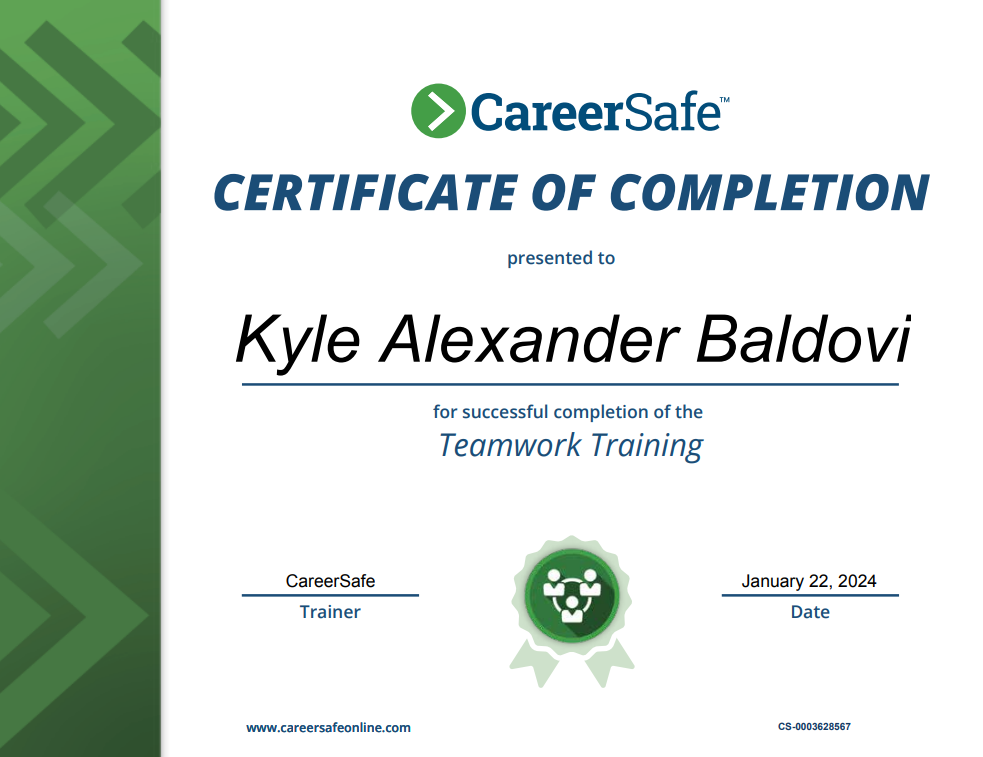 CareerSafe™
CERTIFICATE OF COMPLETION
presented to
Kyle Alexander Baldovi
for successful completion of the
Teamwork Training
CareerSafe
Trainer
January 22, 2024
Date
www.careersafeonline.com
CS-0003628567